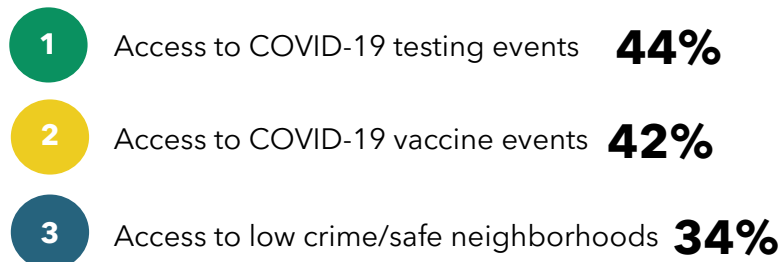 1 Access to COVID-19 testing events 44%
2 Access to COVID-19 vaccine events 42%
3 Access to low crime/safe neighborhoods 34%